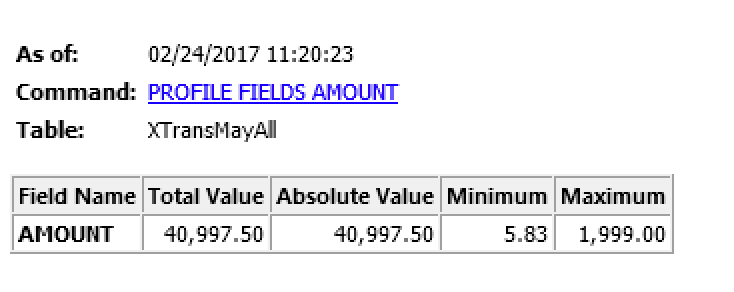 As of: 02/24/2017 11:20:23
Command: PROFILE FIELDS AMOUNT
Table: XTransMayAll
Field Name Total Value Absolute Value Minimum Maximum
AMOUNT 40,997.50 40,997.50 5.83 1,999.00